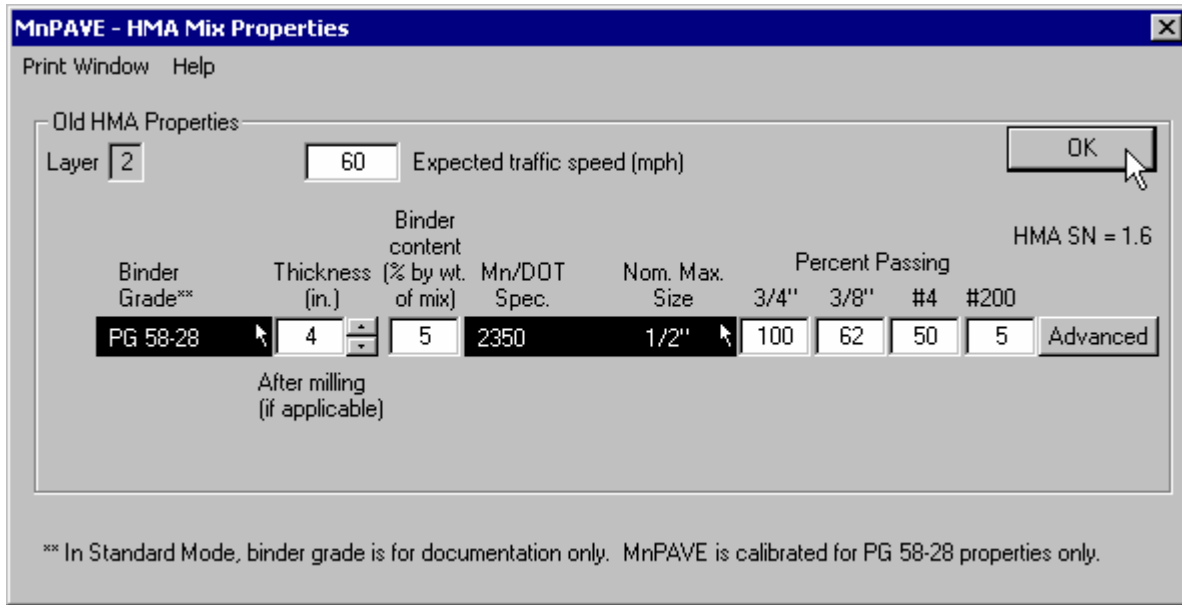 MnPAVE - HMA Mix Properties
Print Window Help
Old HMA Properties
Layer 2 60 Expected traffic speed (mph) OK
HMA SN = 1.6
Binder Grade** Thickness (in.) Binder content (% by wt. of mix) Mn/DOT Spec. Nom. Max. Size Percent Passing 3/4" 3/8" #4 #200
PG 58-28 4 5 2350 1/2" 100 62 50 5 Advanced
After milling
(if applicable)
** In Standard Mode, binder grade is for documentation only. MnPAVE is calibrated for PG 58-28 properties only.